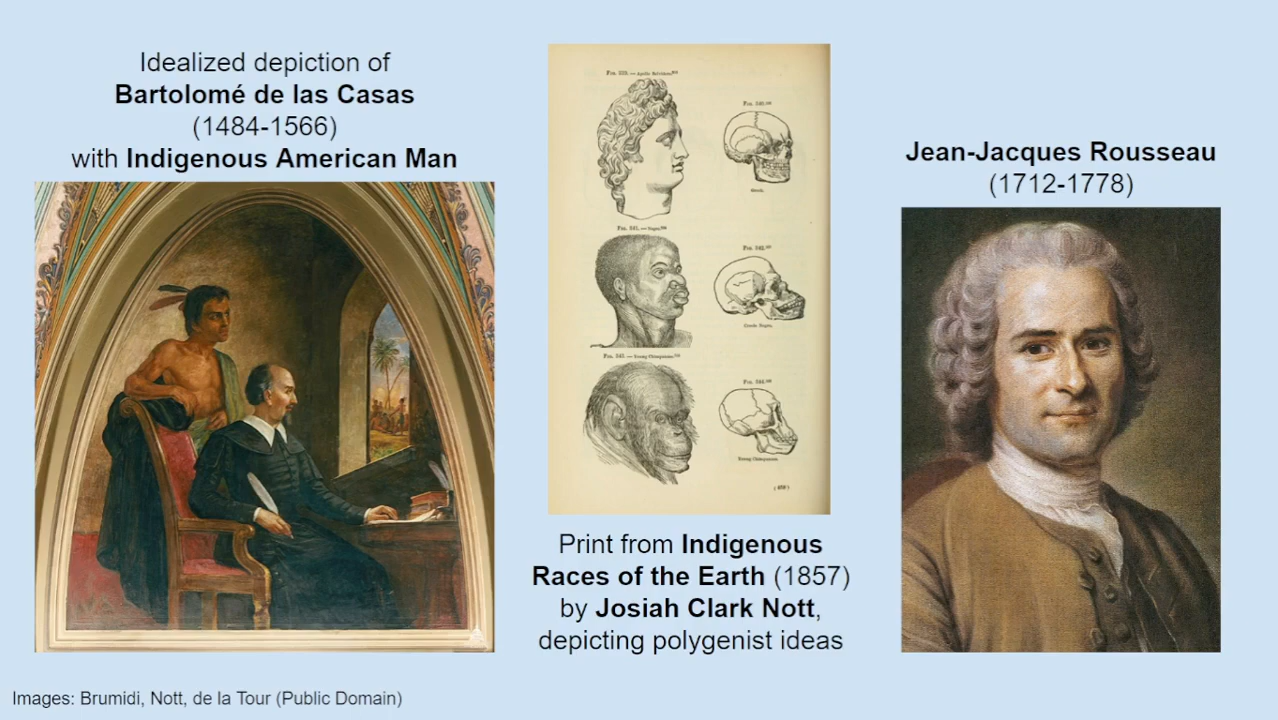 Idealized depiction of
Bartolomé de las Casas
(1484-1566)
with Indigenous American Man
Print from Indigenous
Races of the Earth (1857)
by Josiah Clark Nott,
depicting polygenist ideas
Jean-Jacques Rousseau
(1712-1778)
Images: Brumidi, Nott, de la Tour (Public Domain)